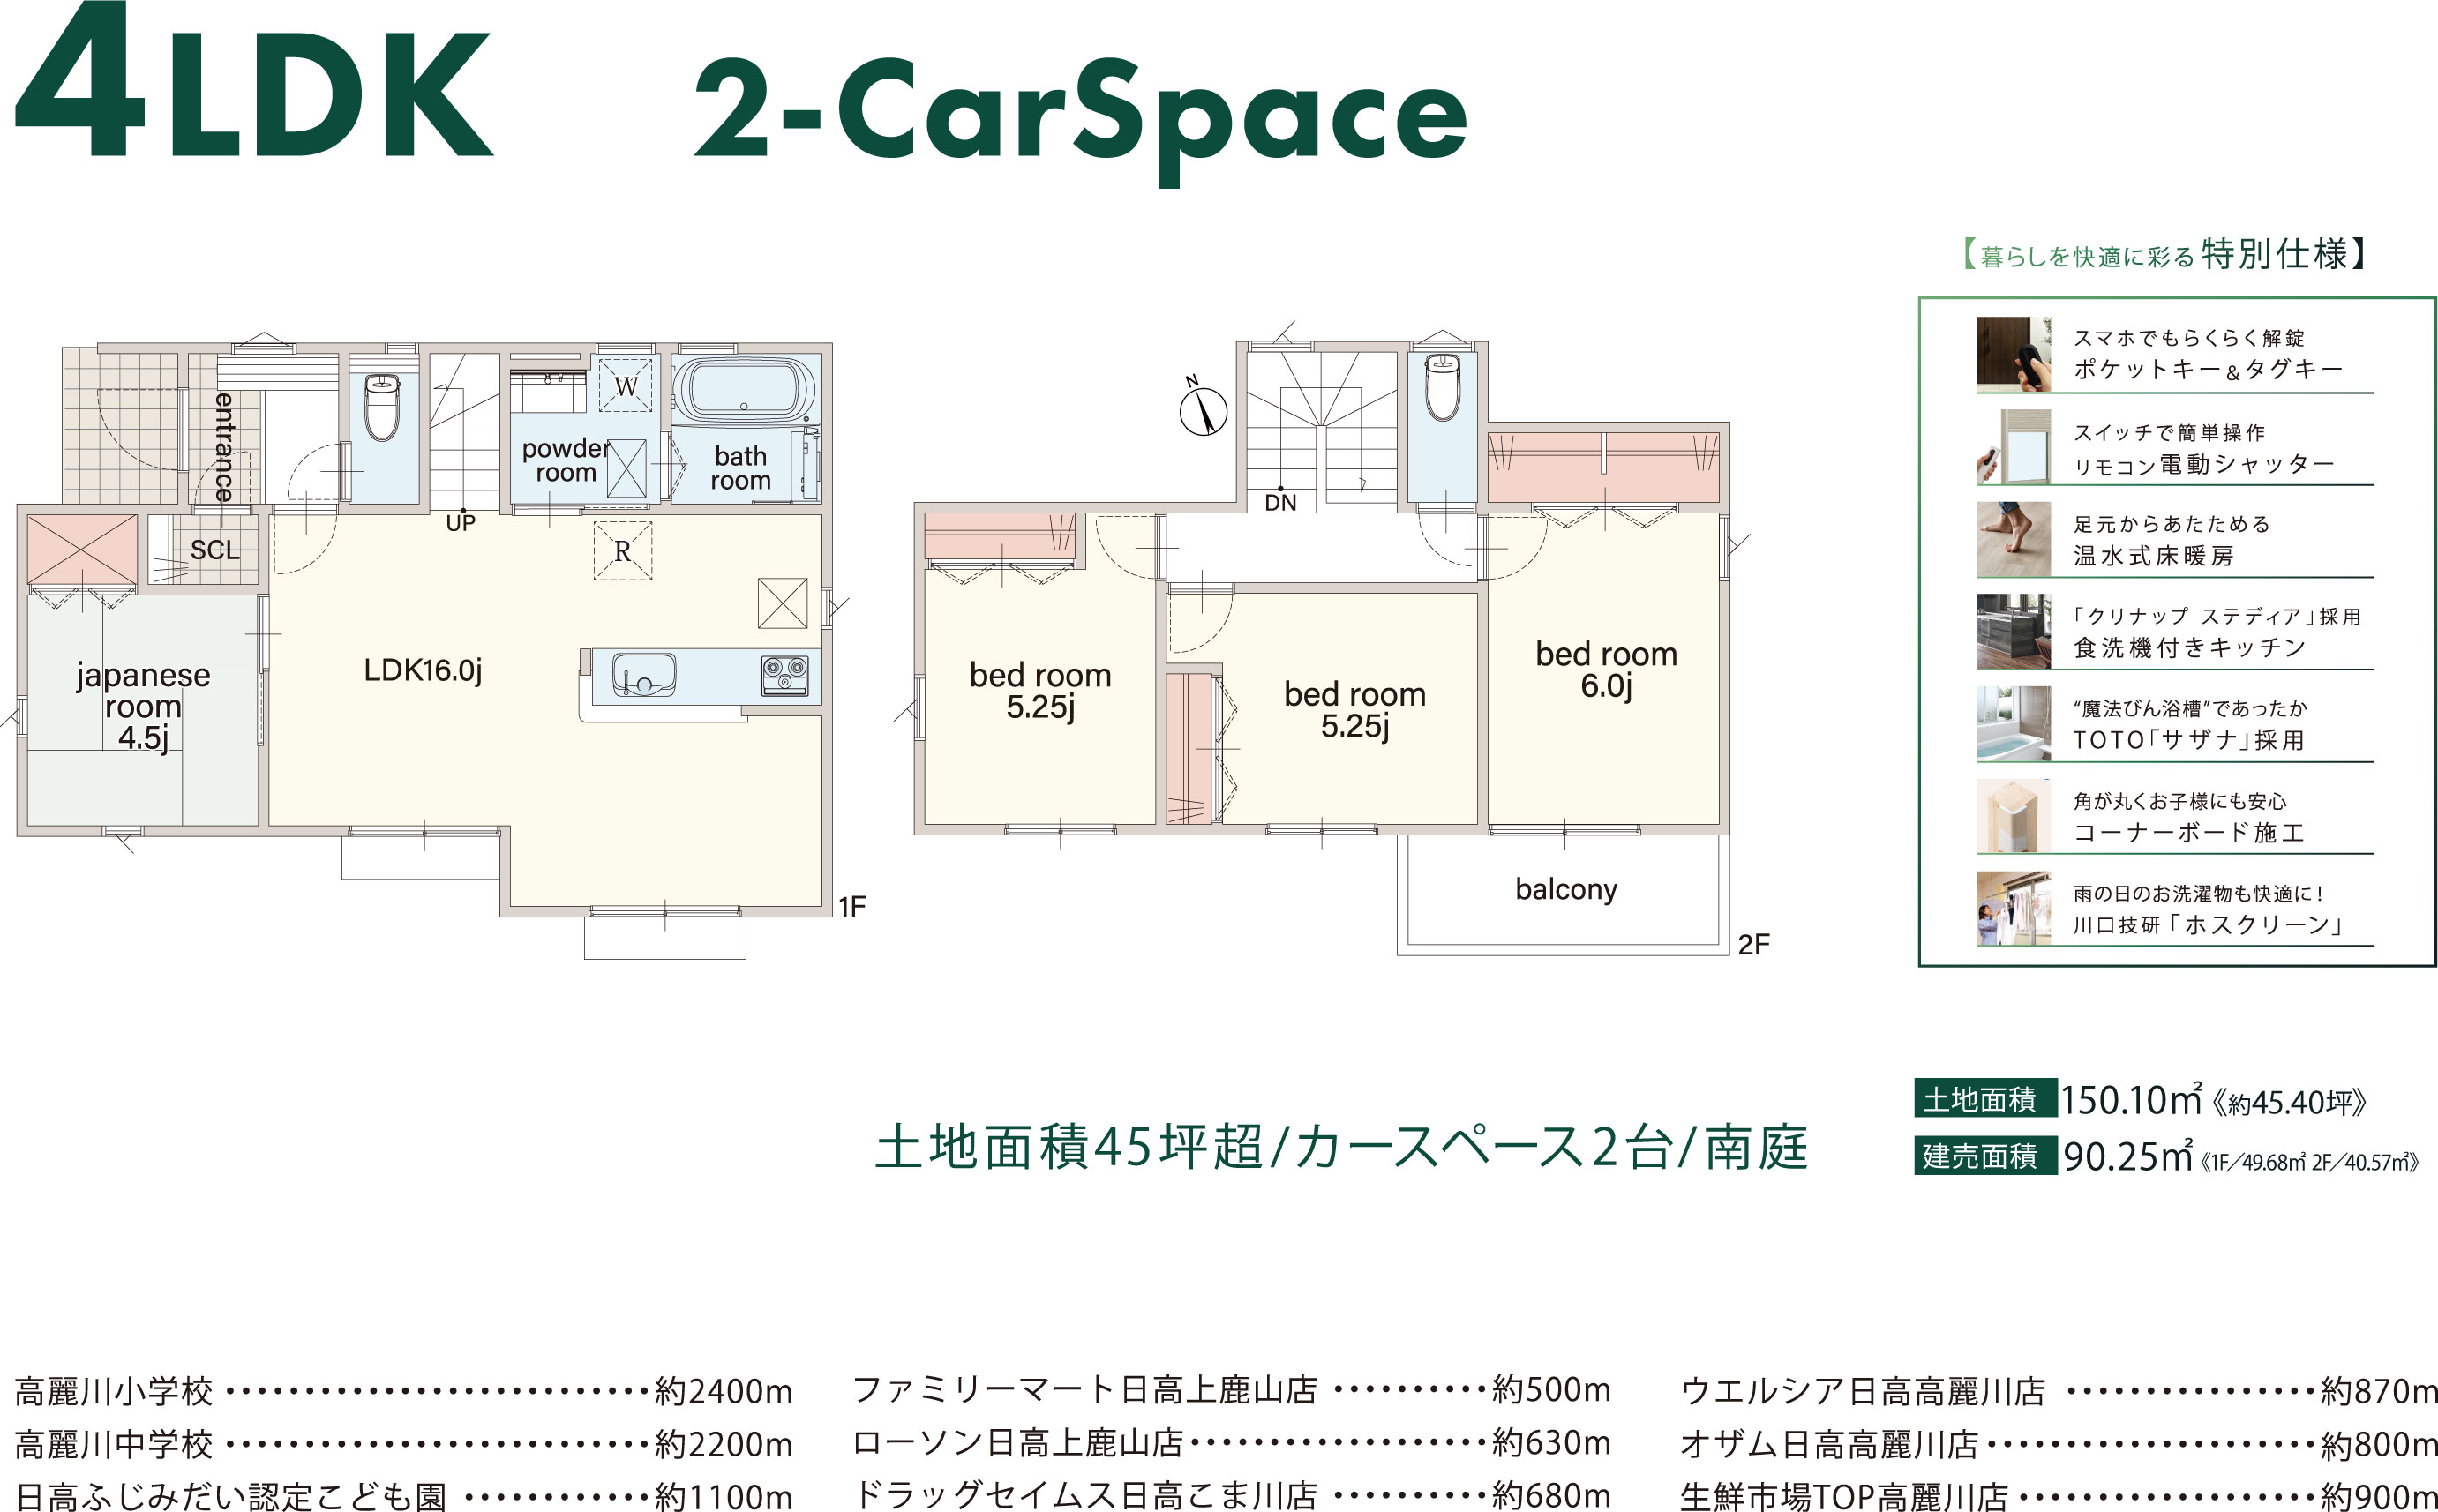 4LDK 2-CarSpace
【暮らしを快適に彩る 特別仕様】
スマホでもらくらく解錠
ポケットキー&タグキー
スイッチで簡単操作
リモコン電動シャッター
足元からあたためる
温水式床暖房
「クリナップ ステディア」採用
食洗機付きキッチン
“魔法びん浴槽”であったか
TOTO「サザナ」採用
角が丸くお子様にも安心
コーナーボード施工
雨の日のお洗濯物も快適に!
川口技研「ホスクリーン」
entrance
W
powder
room
bath
room
UP
SCL
R
japanese
room
4.5j
LDK16.0j
1F
N
DN
bed room
5.25j
bed room
5.25j
bed room
6.0j
balcony
2F
土地面積45坪超/カースペース2台/南庭
土地面積 150.10㎡《約45.40坪》
建売面積 90.25㎡《1F/49.68㎡ 2F/40.57㎡》
高麗川小学校 ・・・・・・・・・・・・・・・・・・・・・・・・・・・ 約2400m
高麗川中学校 ・・・・・・・・・・・・・・・・・・・・・・・・・・・ 約2200m
日高ふじみだい認定こども園 ・・・・・・・・・・・・ 約1100m
ファミリーマート日高上鹿山店 ・・・・・・・・・・ 約500m
ローソン日高上鹿山店 ・・・・・・・・・・・・・・・・・・・ 約630m
ドラッグセイムス日高こま川店 ・・・・・・・・・・ 約680m
ウエルシア日高高麗川店 ・・・・・・・・・・・・・・・・ 約870m
オザム日高高麗川店 ・・・・・・・・・・・・・・・・・・・・・ 約800m
生鮮市場TOP高麗川店 ・・・・・・・・・・・・・・・・・・・ 約900m